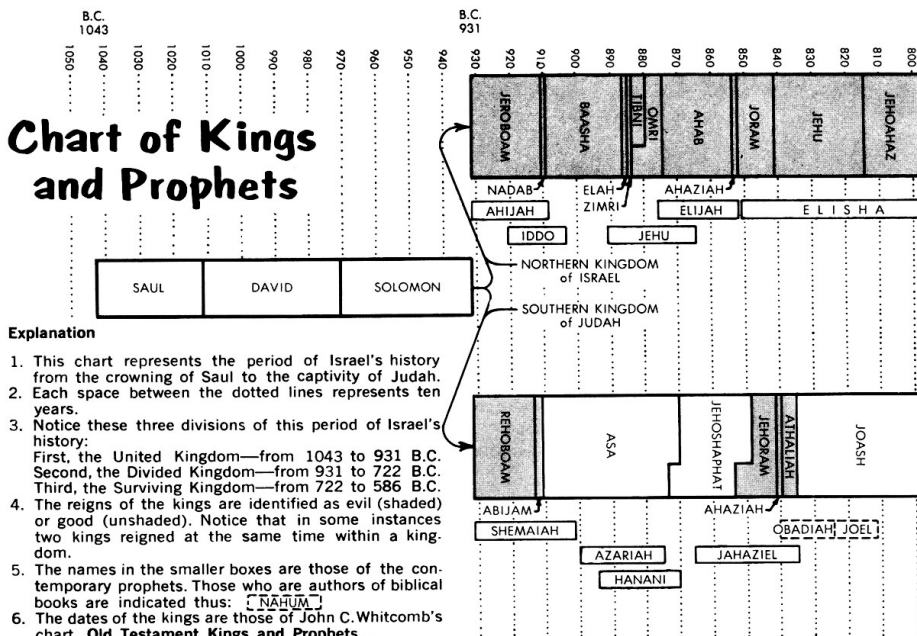 B.C.
1043
B.C.
931
1050
1040
1030
1020
1010
1000
990
980
970
960
950
940
930
920
910
900
890
880
870
860
850
840
830
820
810
800
Chart of Kings
and Prophets
JEROBOAM
BAASHA
TIBNI
OMRI
AHAB
JORAM
JEHU
JEHOAHAZ
NADAB
ELAH
ZIMRI
AHAZIAH
AHIJAH
ELIJAH
ELISHA
IDDO
JEHU
NORTHERN KINGDOM
of ISRAEL
SAUL
DAVID
SOLOMON
SOUTHERN KINGDOM
of JUDAH
Explanation
1. This chart represents the period of Israel's history
from the crowning of Saul to the captivity of Judah.
2. Each space between the dotted lines represents ten
years.
3. Notice these three divisions of this period of Israel's
history:
First, the United Kingdom—from 1043 to 931 B.C.
Second, the Divided Kingdom—from 931 to 722 B.C.
Third, the Surviving Kingdom—from 722 to 586 B.C.
4. The reigns of the kings are identified as evil (shaded)
or good (unshaded). Notice that in some instances
two kings reigned at the same time within a king-
dom.
5. The names in the smaller boxes are those of the con-
temporary prophets. Those who are authors of biblical
books are indicated thus: NAHUM
6. The dates of the kings are those of John C. Whitcomb's
chart, Old Testament Kings and Prophets
REHOBOAM
ASA
JEHOSHAPHAT
JEHORAM
ATHALIAH
JOASH
ABIJAM
AHAZIAH
SHEMAIAH
OBADIAH
JOEL
AZARIAH
JAHAZIEL
HANANI